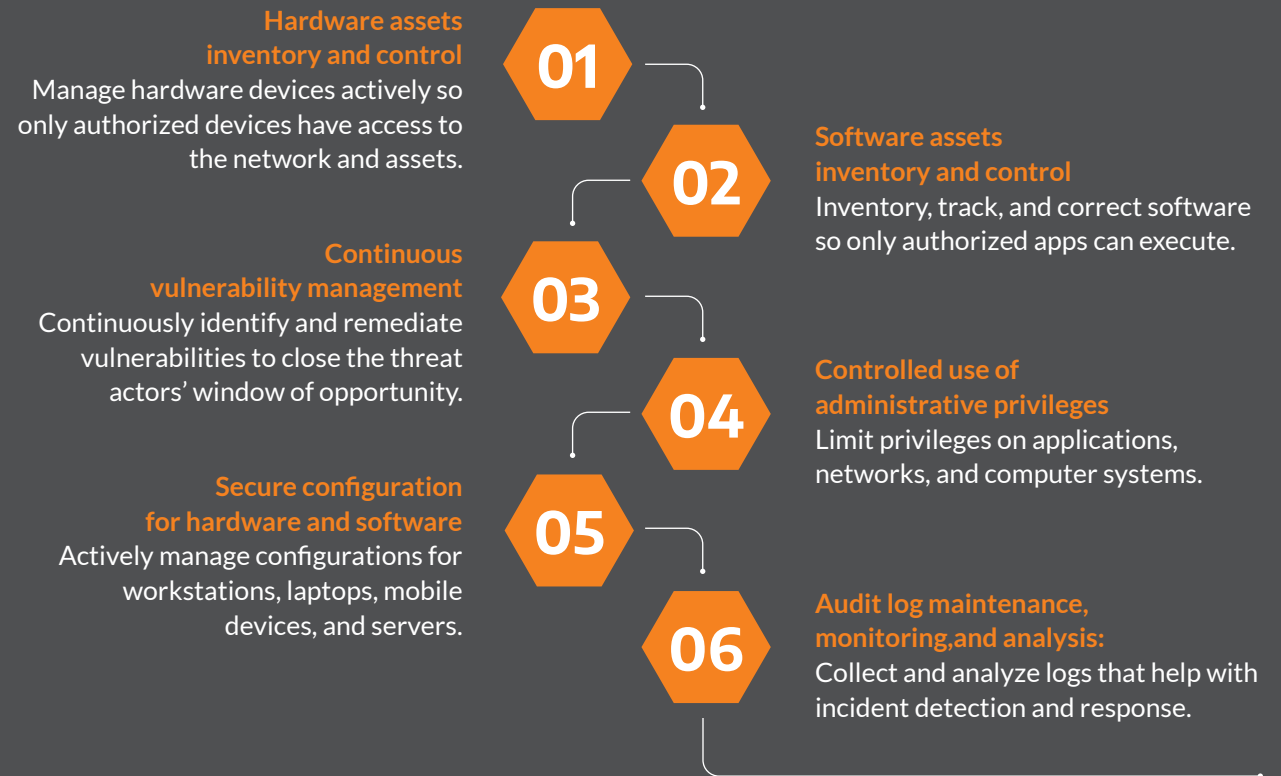 Hardware assets
inventory and control
Manage hardware devices actively so
only authorized devices have access to
the network and assets.
01
02
Software assets
inventory and control
Inventory, track, and correct software
so only authorized apps can execute.
Continuous
vulnerability management
Continuously identify and remediate
vulnerabilities to close the threat
actors’ window of opportunity.
03
04
Controlled use of
administrative privileges
Limit privileges on applications,
networks, and computer systems.
Secure configuration
for hardware and software
Actively manage configurations for
workstations, laptops, mobile
devices, and servers.
05
06
Audit log maintenance,
monitoring,and analysis:
Collect and analyze logs that help with
incident detection and response.